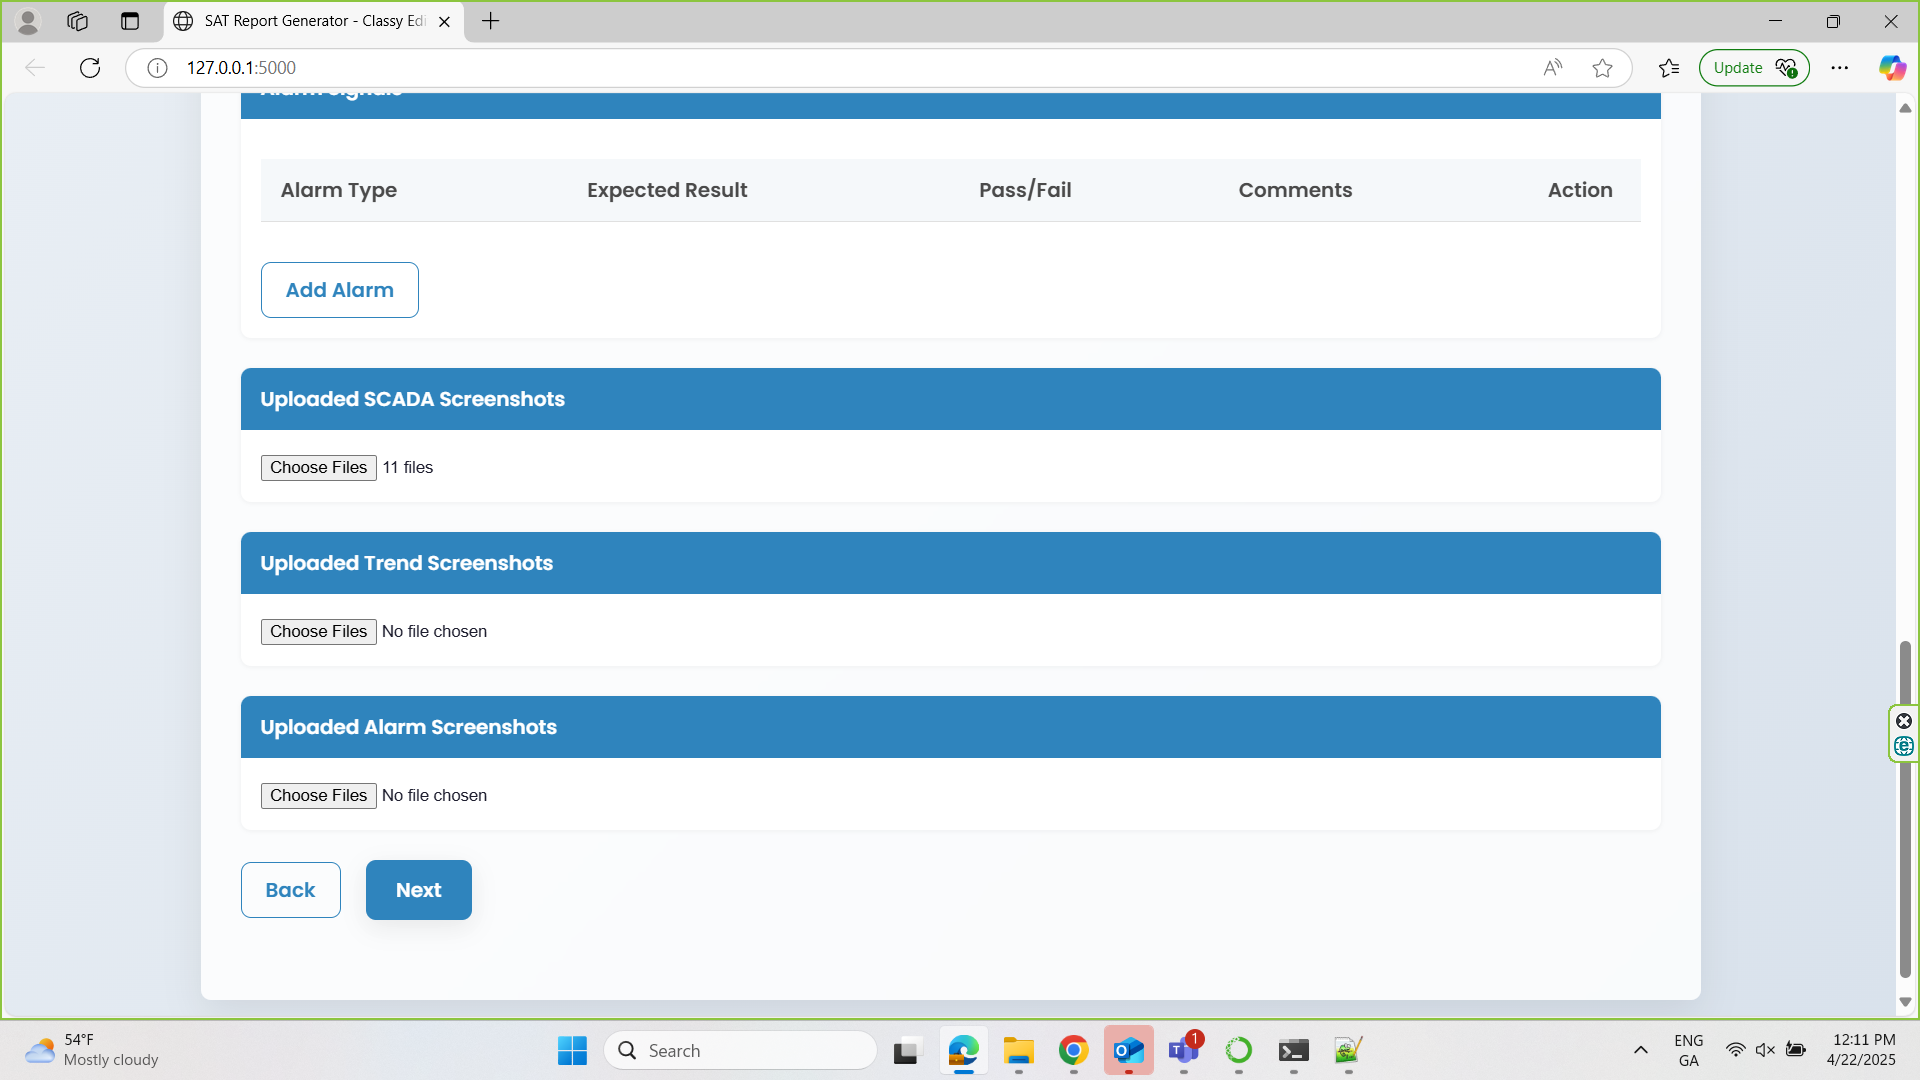 SAT Report Generator - Classy Edi
127.0.0.1:5000
Update
Alarm Signals
Alarm Type Expected Result Pass/Fail Comments Action
Add Alarm
Uploaded SCADA Screenshots
Choose Files 11 files
Uploaded Trend Screenshots
Choose Files No file chosen
Uploaded Alarm Screenshots
Choose Files No file chosen
Back Next
54°F
Mostly cloudy
Search
1
ENG
GA
12:11 PM
4/22/2025